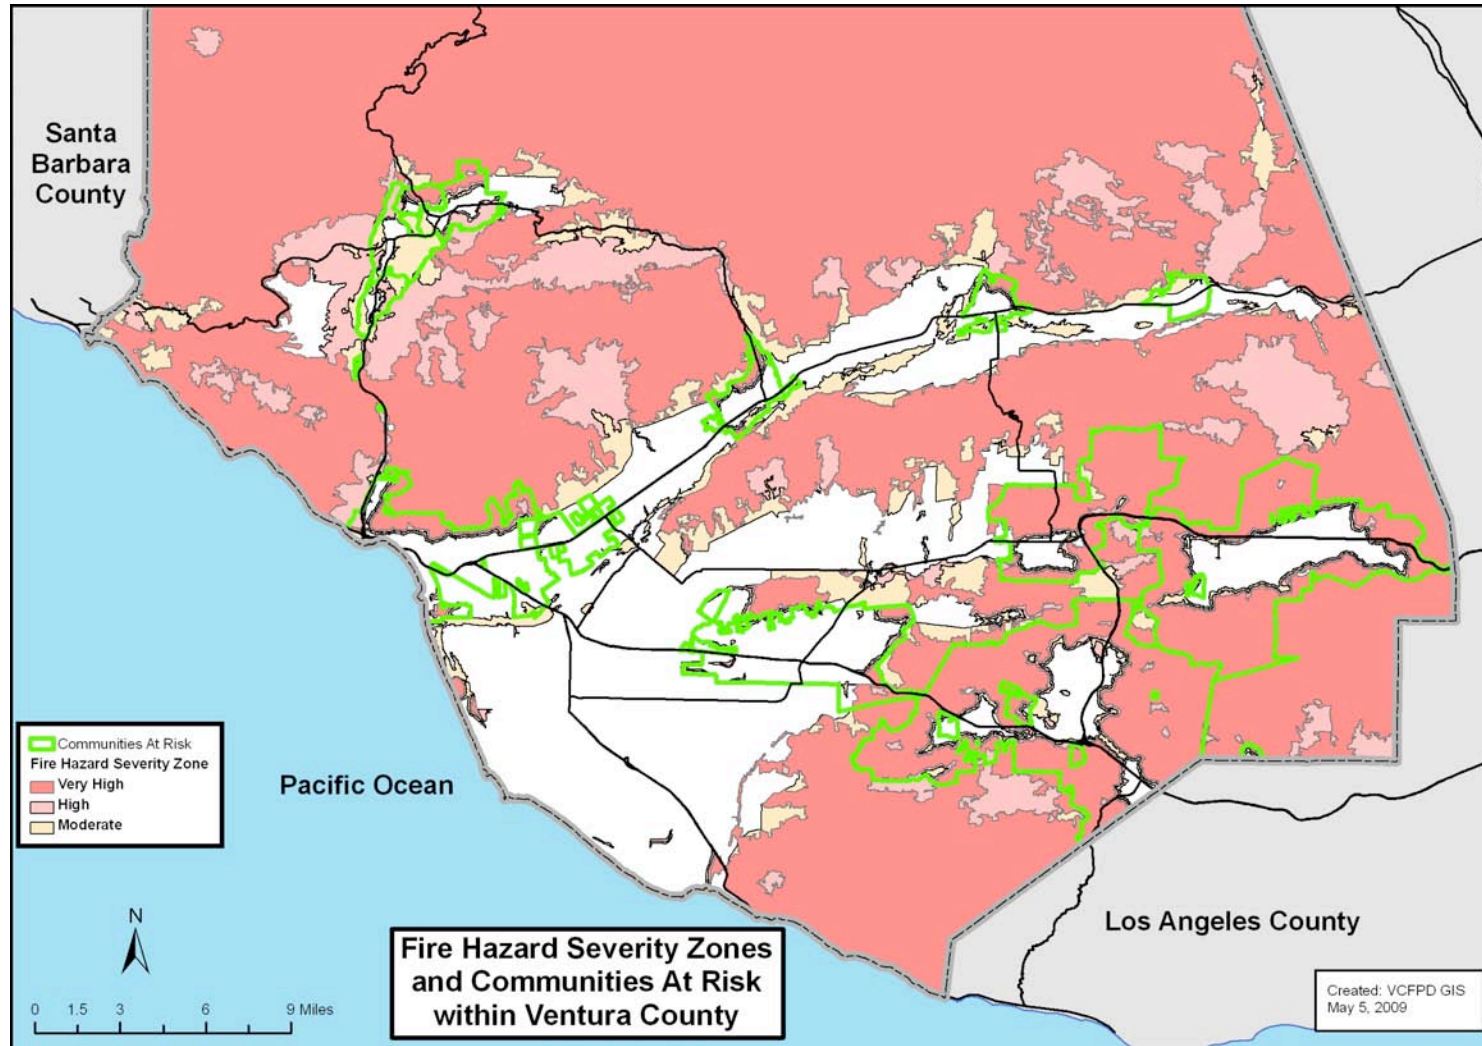 Santa
Barbara
County
Communities At Risk
Fire Hazard Severity Zone
Very High
High
Moderate
Pacific Ocean
N
0 1.5 3 6 9 Miles
Fire Hazard Severity Zones
and Communities At Risk
within Ventura County
Los Angeles County
Created: VCFPD GIS
May 5, 2009